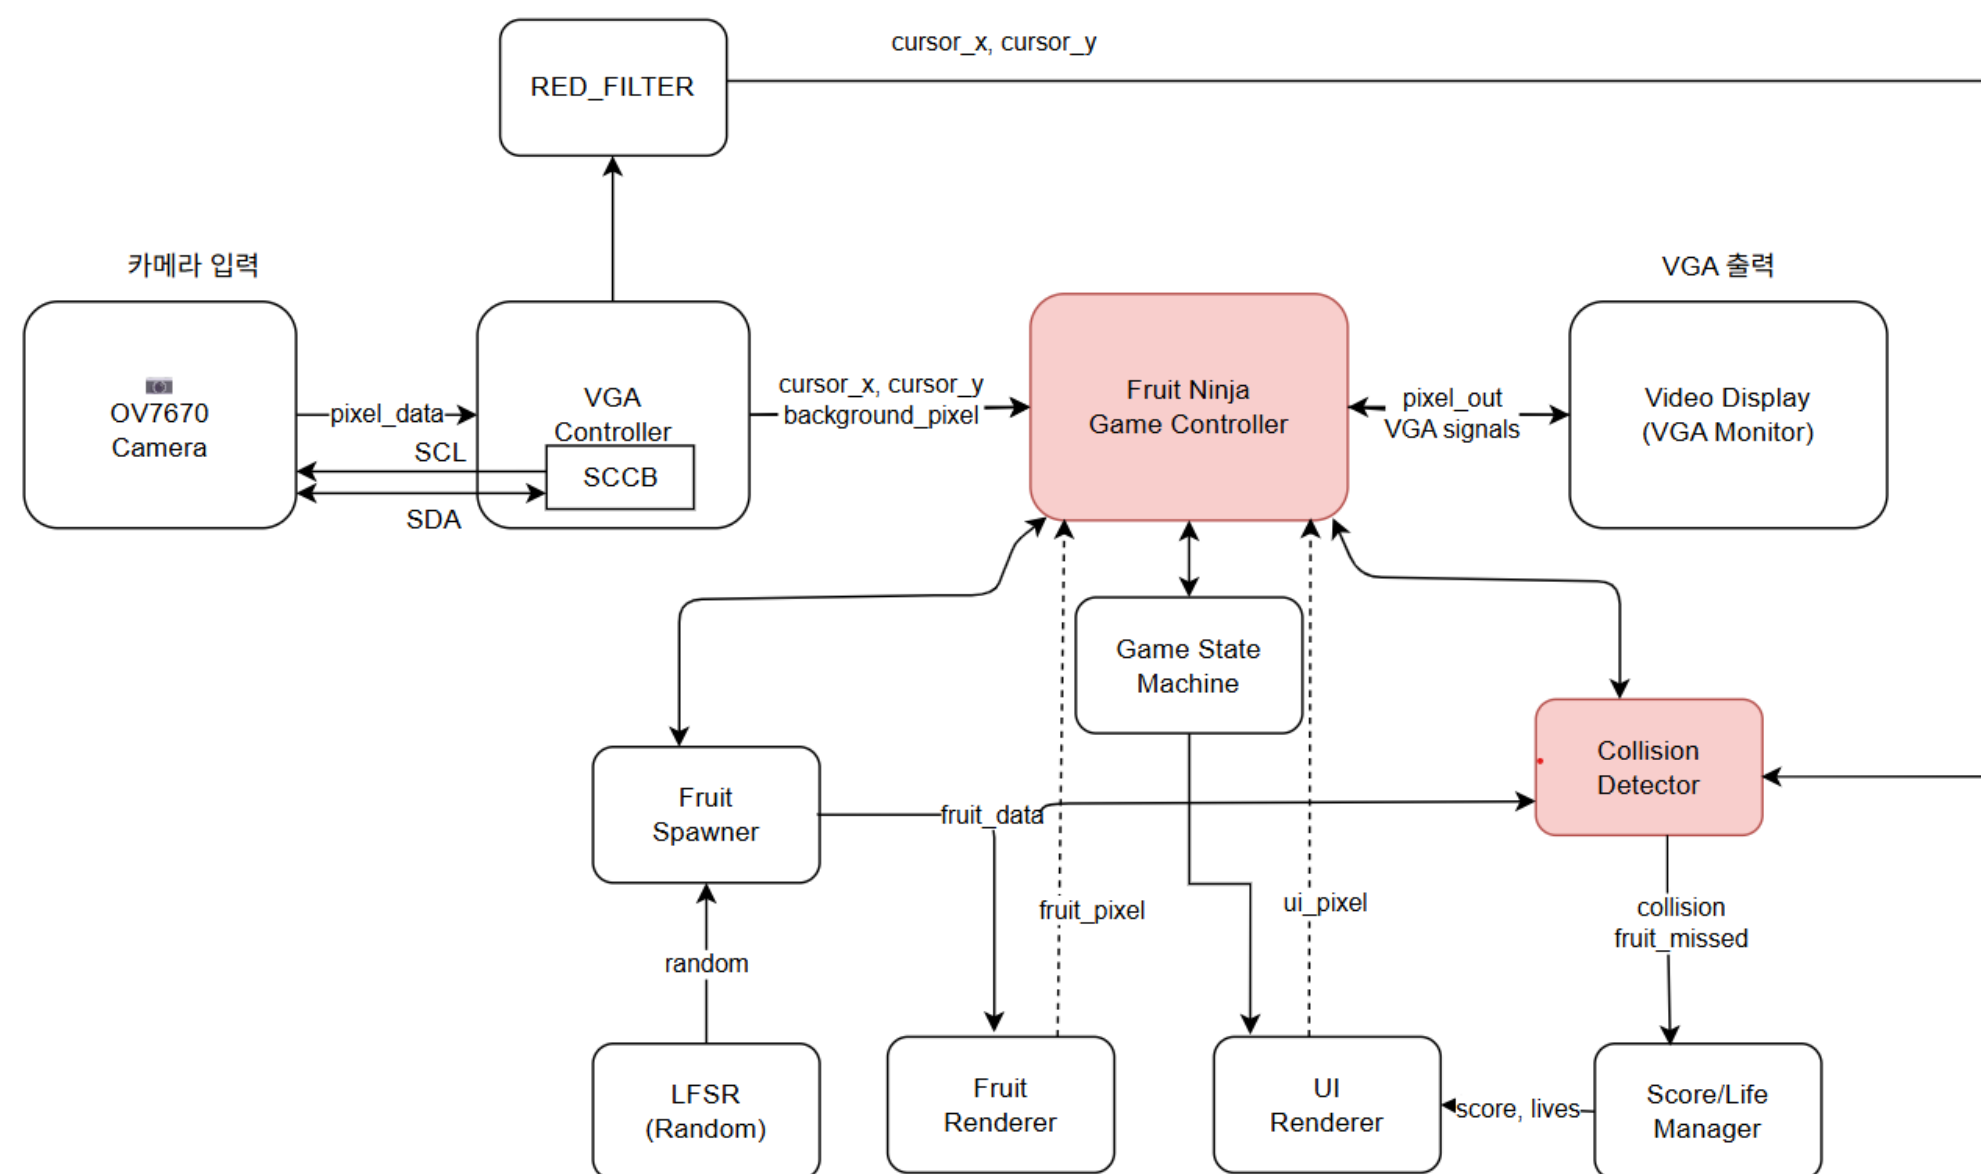 cursor_x, cursor_y
RED_FILTER
카메라 입력
VGA 출력
OV7670
Camera
pixel_data
SCL
SDA
VGA
Controller
SCCB
cursor_x, cursor_y
background_pixel
Fruit Ninja
Game Controller
pixel_out
VGA signals
Video Display
(VGA Monitor)
Game State
Machine
Collision
Detector
Fruit
Spawner
fruit_data
fruit_pixel
ui_pixel
collision
fruit_missed
random
LFSR
(Random)
Fruit
Renderer
UI
Renderer
score, lives
Score/Life
Manager